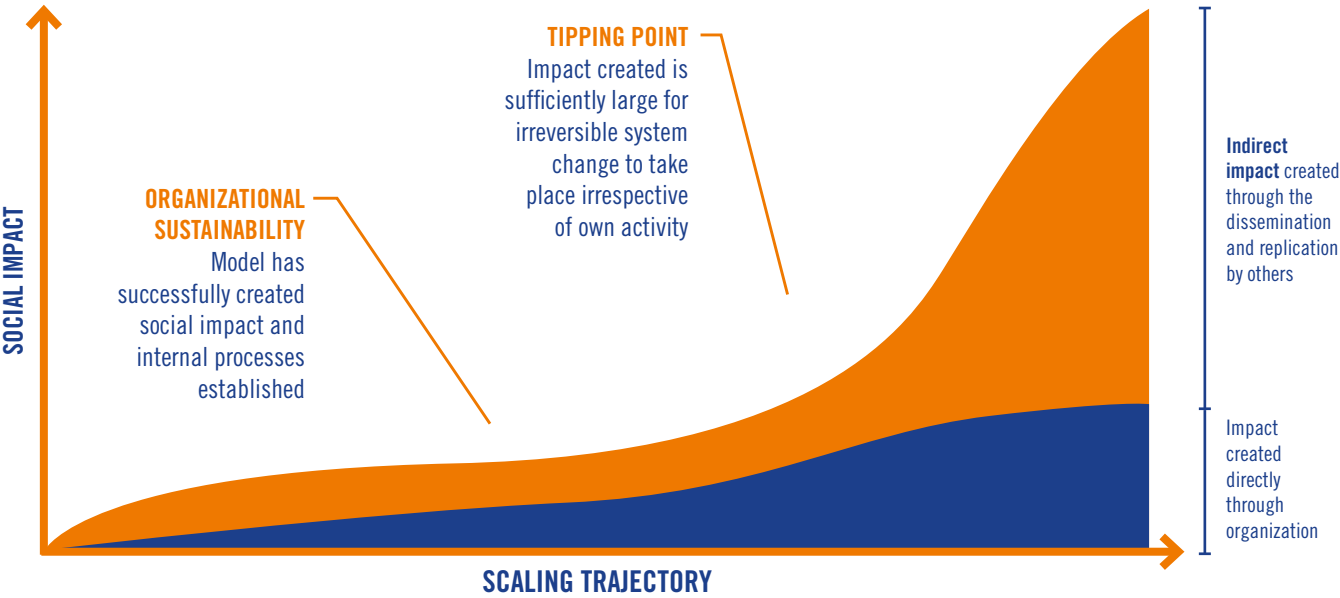 TIPPING POINT
Impact created is
sufficiently large for
irreversible system
change to take
place irrespective
of own activity
ORGANIZATIONAL
SUSTAINABILITY
Model has
successfully created
social impact and
internal processes
established
SOCIAL IMPACT
SCALING TRAJECTORY
Indirect
impact created
through the
dissemination
and replication
by others
Impact
created
directly
through
organization